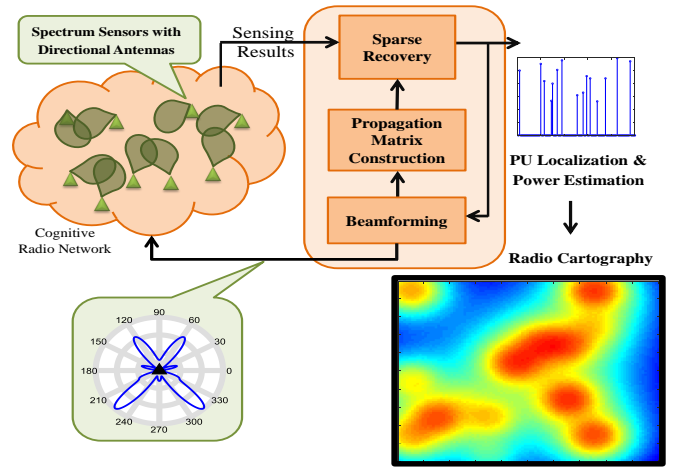 Spectrum Sensors with
Directional Antennas
Sensing
Results
Sparse
Recovery
Propagation
Matrix
Construction
Beamforming
PU Localization &
Power Estimation
Cognitive
Radio Network
Radio Cartography
90
120
60
150
30
180
0
210
330
240
300
270